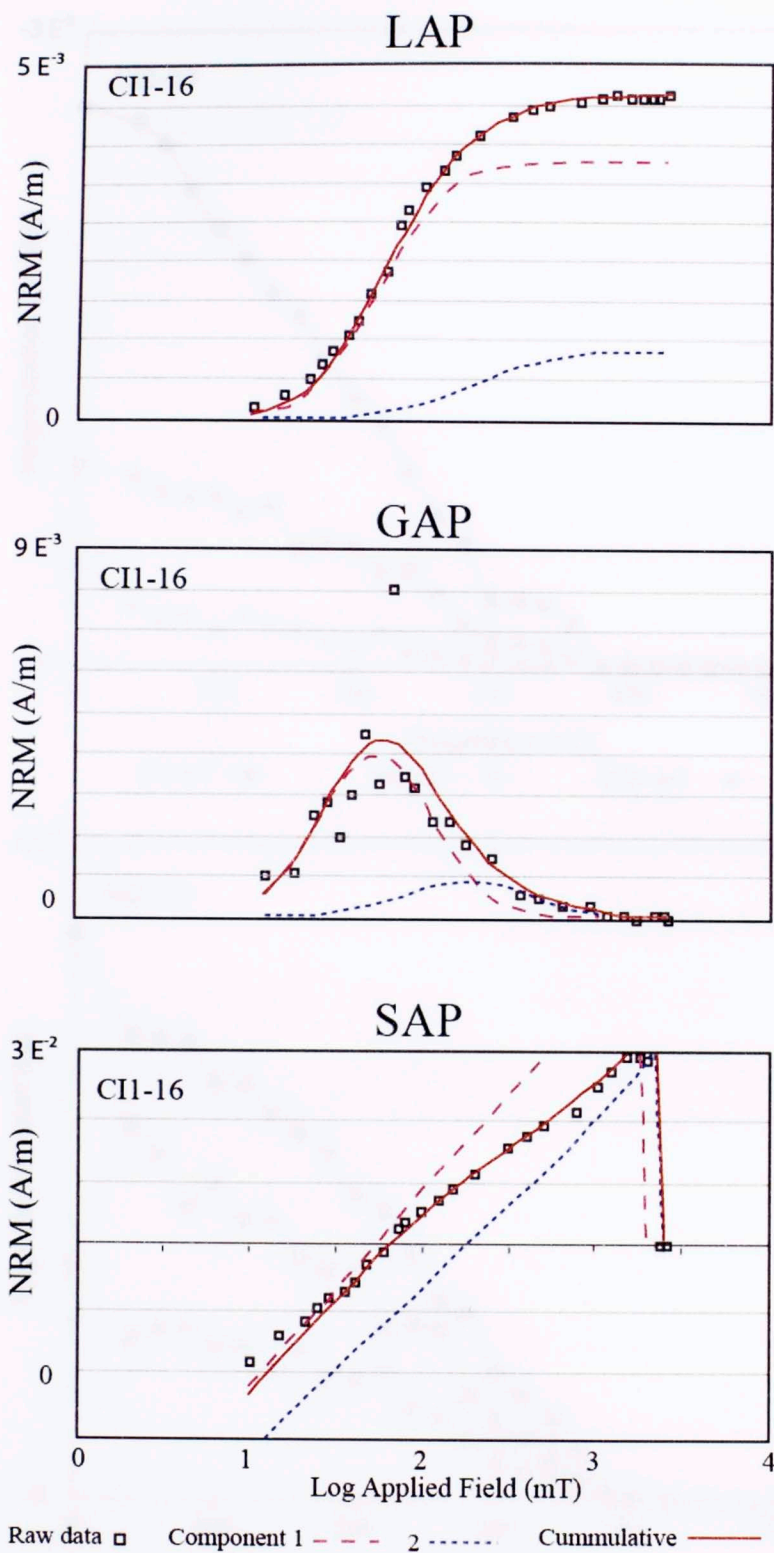 LAP
5 E-3
CI1-16
NRM (A/m)
0
GAP
9 E-3
CI1-16
NRM (A/m)
0
SAP
3 E-2
CI1-16
NRM (A/m)
0
0 1 2 3 4
Log Applied Field (mT)
Raw data Component 1 2 Cummulative